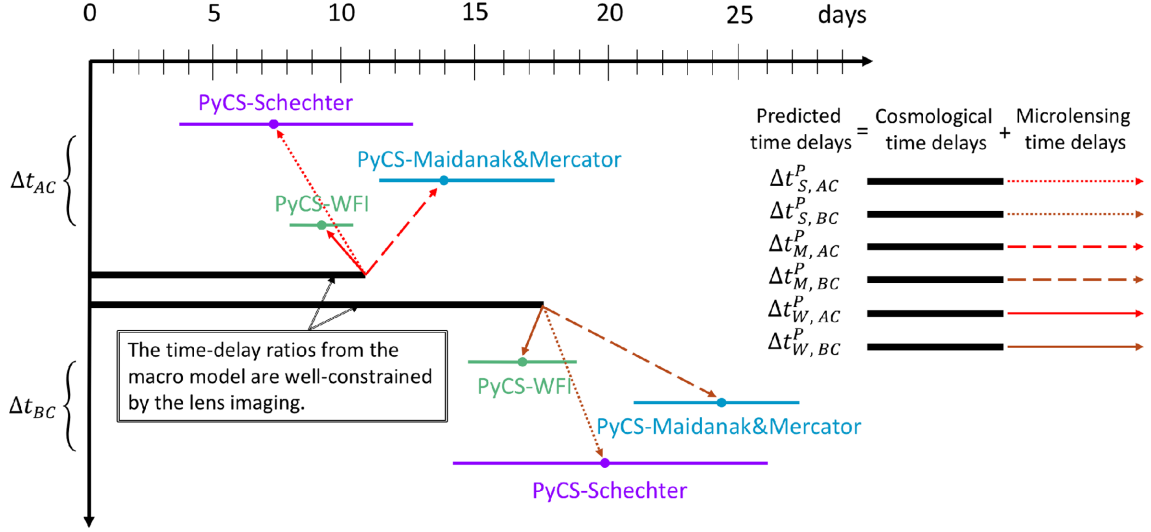 0 5 10 15 20 25 days
PyCS-Schechter
PyCS-Maidanak&Mercator
PyCS-WFI
Δt_AC
Predicted time delays = Cosmological time delays + Microlensing time delays
Δt^P_S, AC
Δt^P_S, BC
Δt^P_M, AC
Δt^P_M, BC
Δt^P_W, AC
Δt^P_W, BC
The time-delay ratios from the
macro model are well-constrained
by the lens imaging.
Δt_BC
PyCS-WFI
PyCS-Maidanak&Mercator
PyCS-Schechter